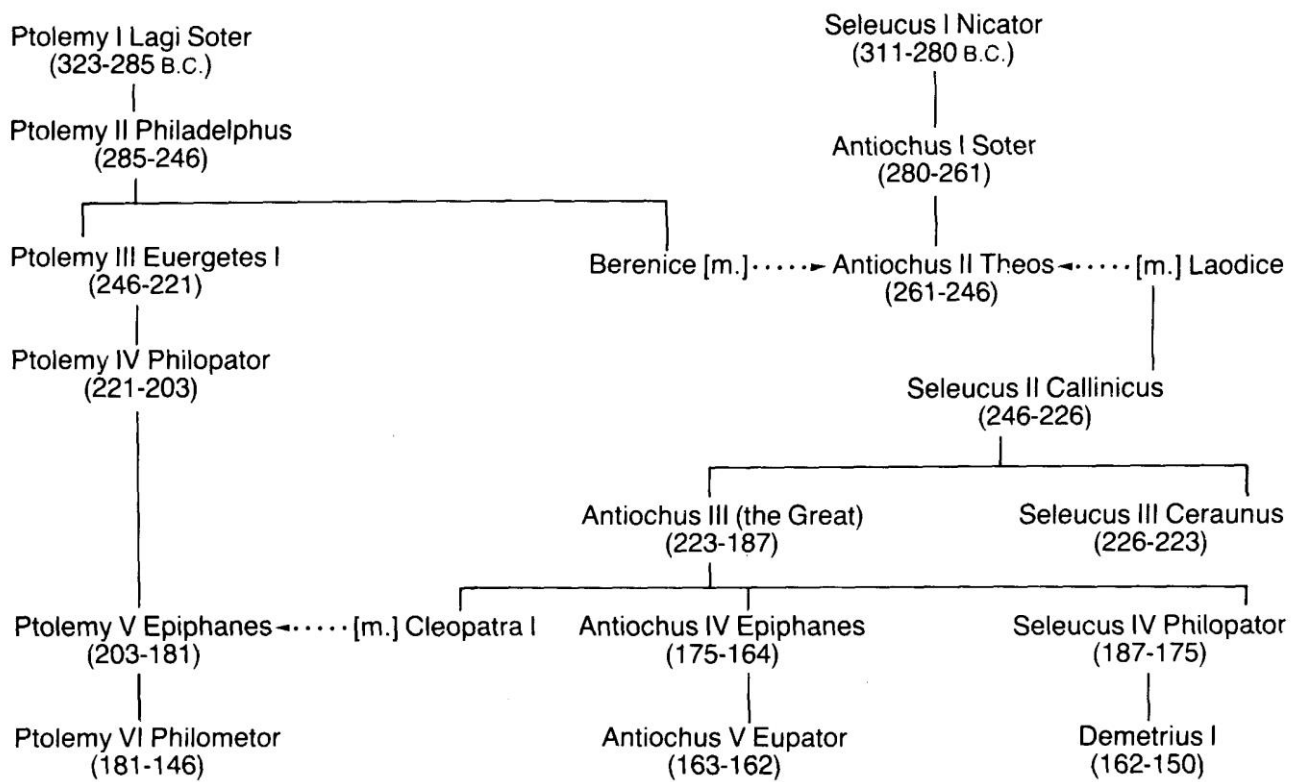 Ptolemy I Lagi Soter
(323-285 B.C.)
Seleucus I Nicator
(311-280 B.C.)
Ptolemy II Philadelphus
(285-246)
Antiochus I Soter
(280-261)
Ptolemy III Euergetes I
(246-221)
Berenice [m.]
Antiochus II Theos
(261-246)
[m.] Laodice
Ptolemy IV Philopator
(221-203)
Seleucus II Callinicus
(246-226)
Antiochus III (the Great)
(223-187)
Seleucus III Ceraunus
(226-223)
Ptolemy V Epiphanes
(203-181)
[m.] Cleopatra I
Antiochus IV Epiphanes
(175-164)
Seleucus IV Philopator
(187-175)
Ptolemy VI Philometor
(181-146)
Antiochus V Eupator
(163-162)
Demetrius I
(162-150)